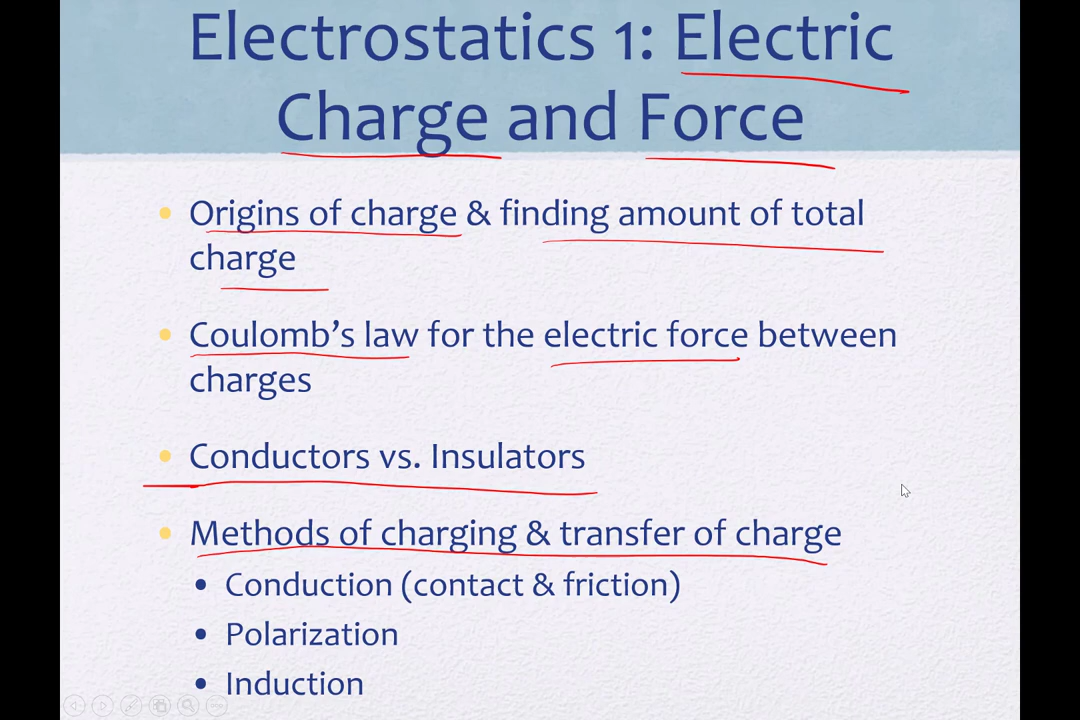 Electrostatics 1: Electric
Charge and Force
• Origins of charge & finding amount of total
charge
• Coulomb’s law for the electric force between
charges
• Conductors vs. Insulators
• Methods of charging & transfer of charge
• Conduction (contact & friction)
• Polarization
• Induction